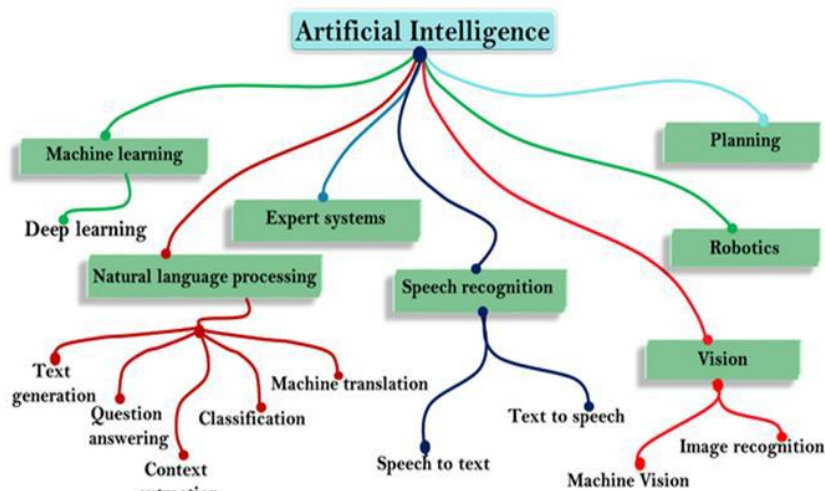 Artificial Intelligence
Machine learning
Planning
Deep learning
Expert systems
Robotics
Natural language processing
Speech recognition
Vision
Text
generation
Question
answering
Context
Classification
Machine translation
Speech to text
Text to speech
Machine Vision
Image recognition